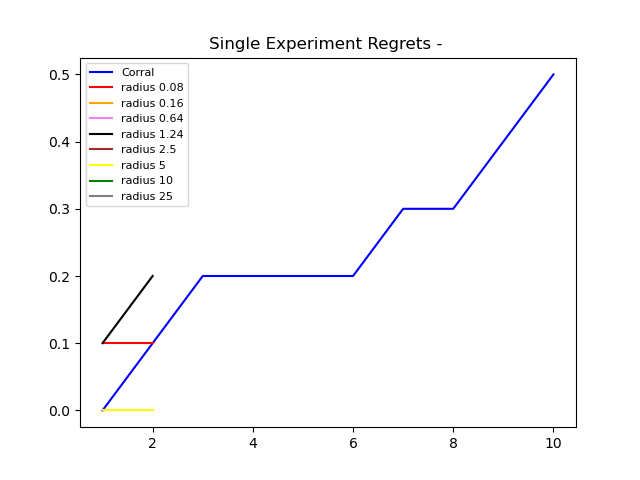 Single Experiment Regrets -
Corral
radius 0.08
radius 0.16
radius 0.64
radius 1.24
radius 2.5
radius 5
radius 10
radius 25
0.5
0.4
0.3
0.2
0.1
0.0
2 4 6 8 10